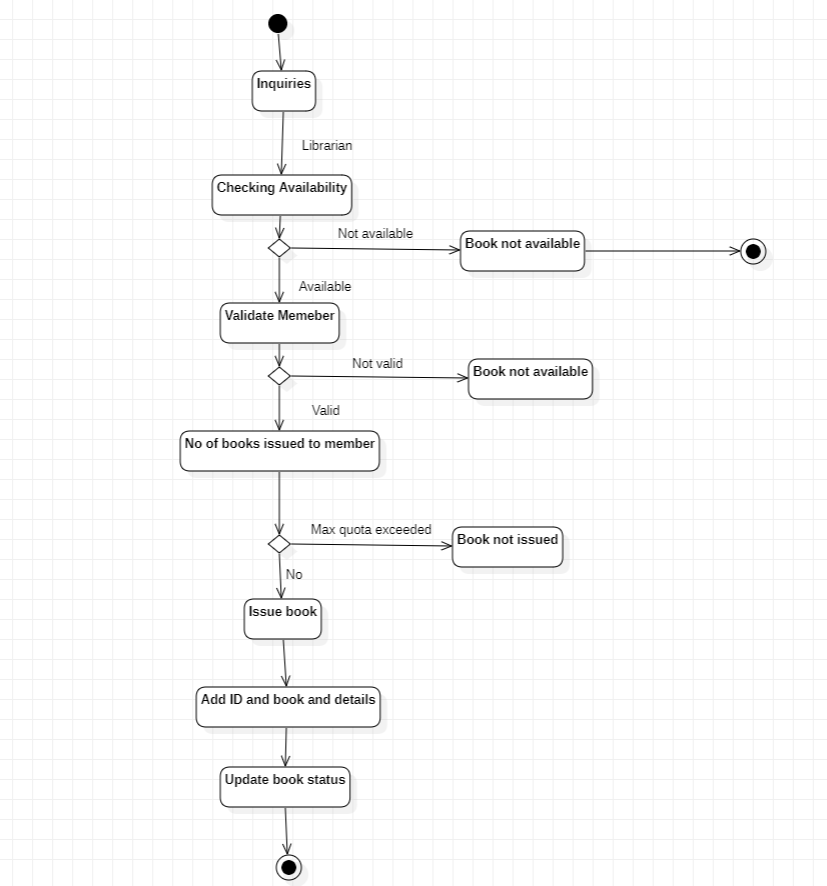 Inquiries
Librarian
Checking Availability
Not available
Book not available
Available
Validate Memeber
Not valid
Book not available
Valid
No of books issued to member
Max quota exceeded
Book not issued
No
Issue book
Add ID and book and details
Update book status